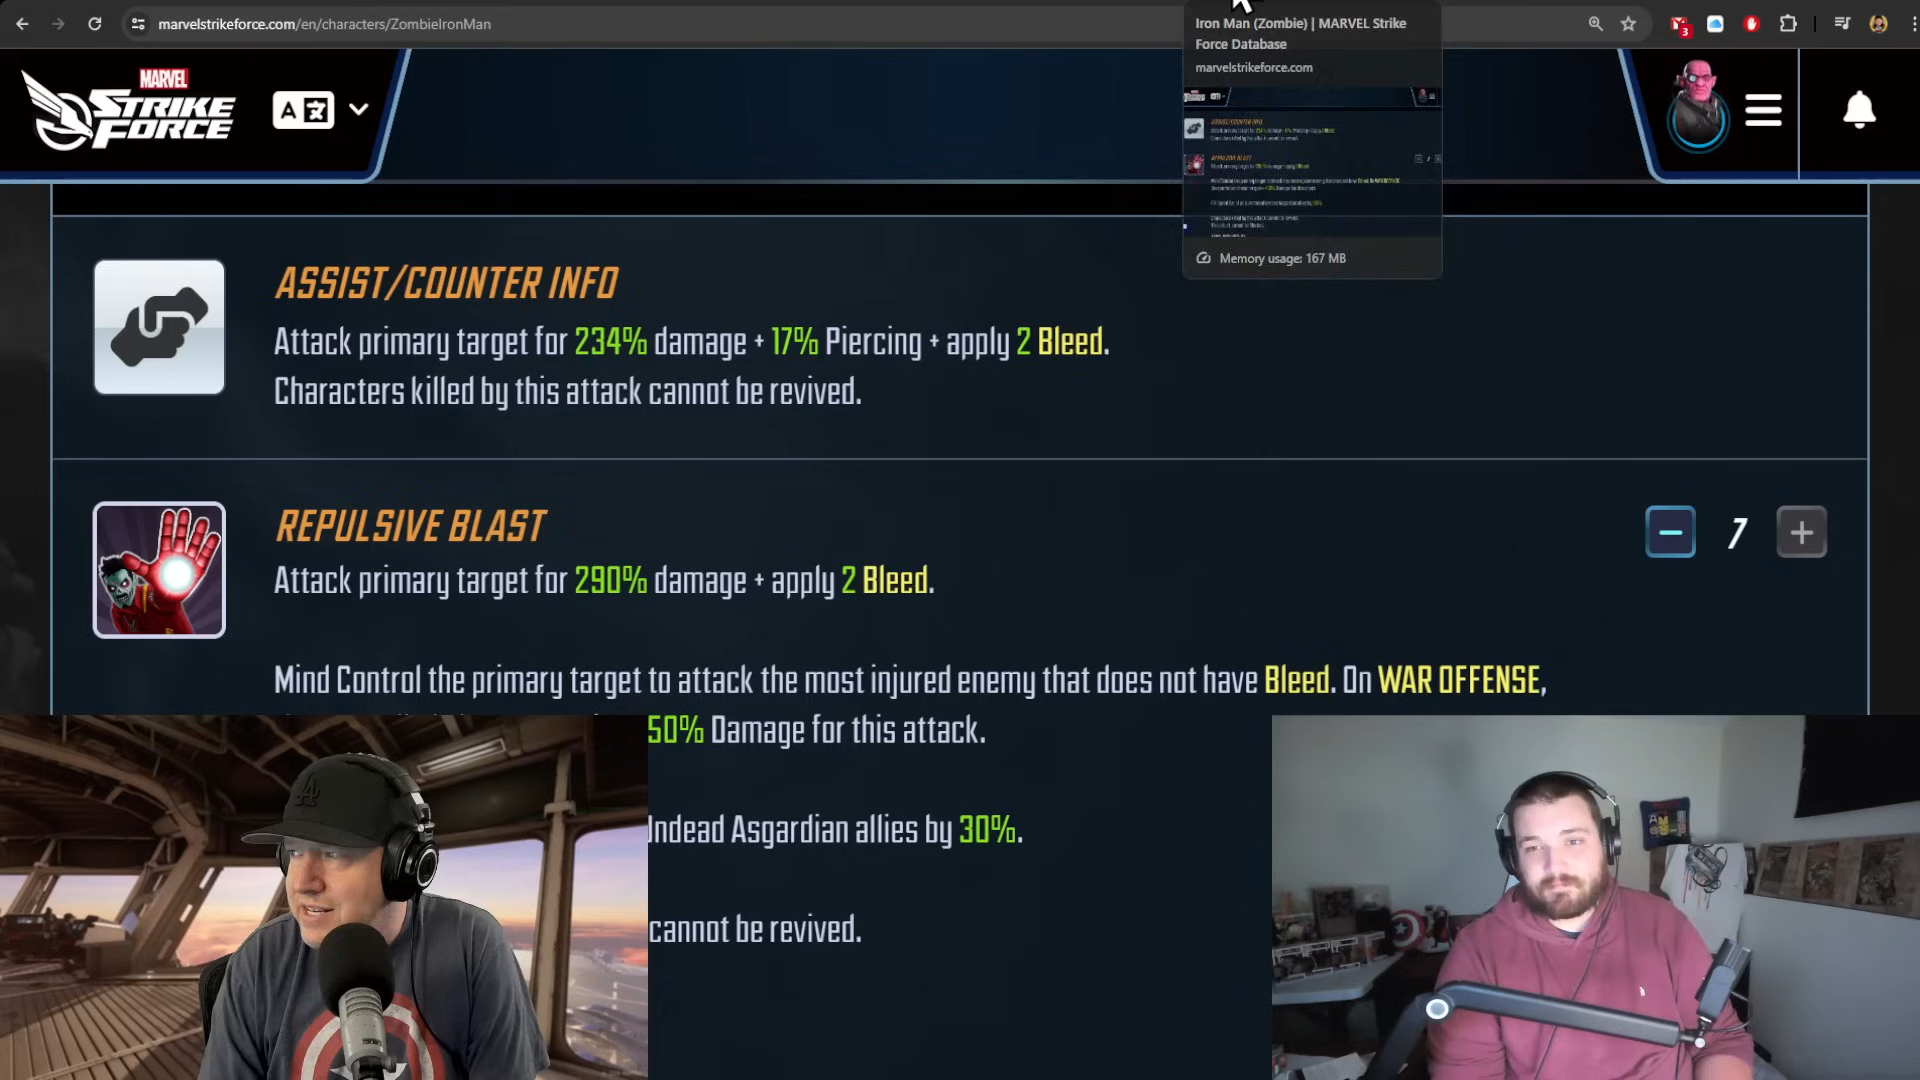 marvelstrikeforce.com/en/characters/ZombieIronMan
Iron Man (Zombie) | MARVEL Strike
Force Database
marvelstrikeforce.com
Memory usage: 167 MB
3
MARVEL
STRIKE
FORCE
A
ASSIST/COUNTER INFO
Attack primary target for 234% damage + 17% Piercing + apply 2 Bleed.
Characters killed by this attack cannot be revived.
REPULSIVE BLAST
7
Attack primary target for 290% damage + apply 2 Bleed.
Mind Control the primary target to attack the most injured enemy that does not have Bleed. On WAR OFFENSE,
50% Damage for this attack.
Undead Asgardian allies by 30%.
cannot be revived.